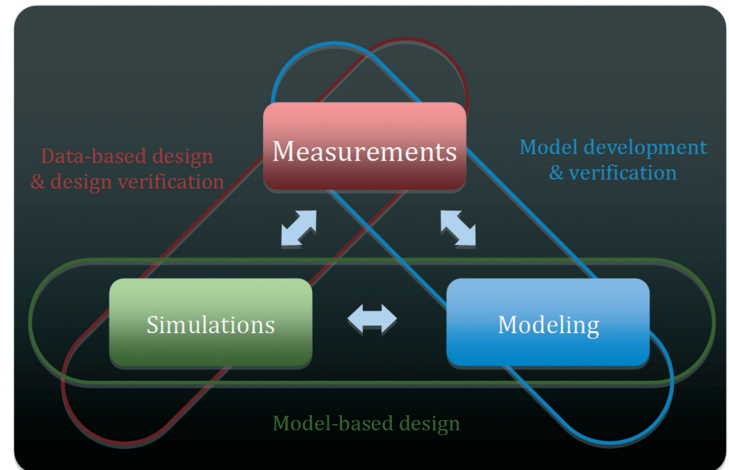 Measurements
Data-based design
& design verification
Model development
& verification
Simulations
Modeling
Model-based design